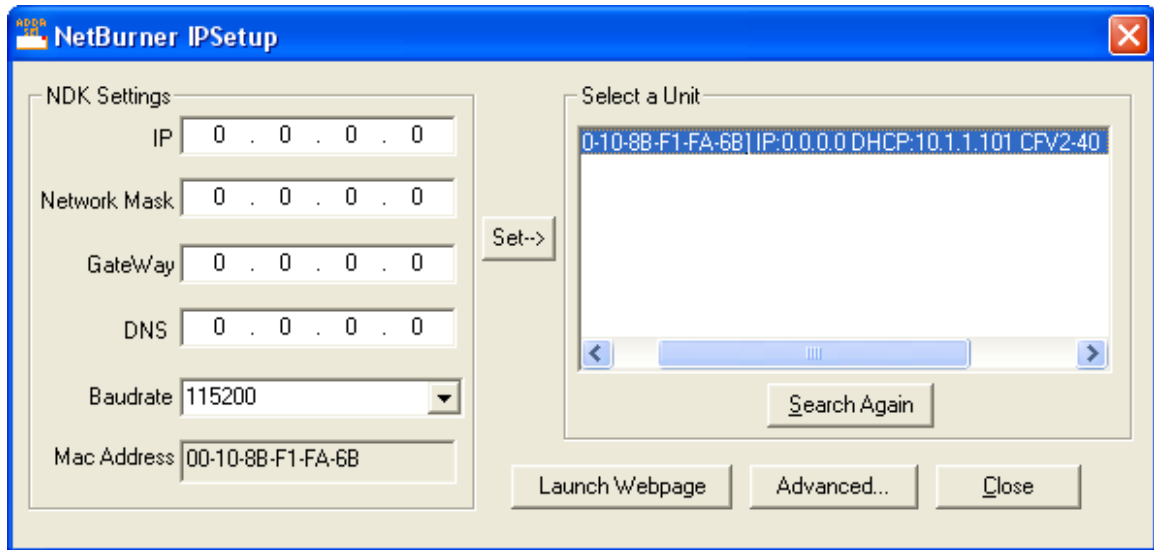 NetBurner IPSetup
NDK Settings
IP 0 . 0 . 0 . 0
Network Mask 0 . 0 . 0 . 0
GateWay 0 . 0 . 0 . 0
DNS 0 . 0 . 0 . 0
Baudrate 115200
Mac Address 00-10-8B-F1-FA-6B
Set-->
Select a Unit
0-10-8B-F1-FA-6B] IP:0.0.0.0 DHCP:10.1.1.101 CFV2-40
Search Again
Launch Webpage
Advanced...
Close